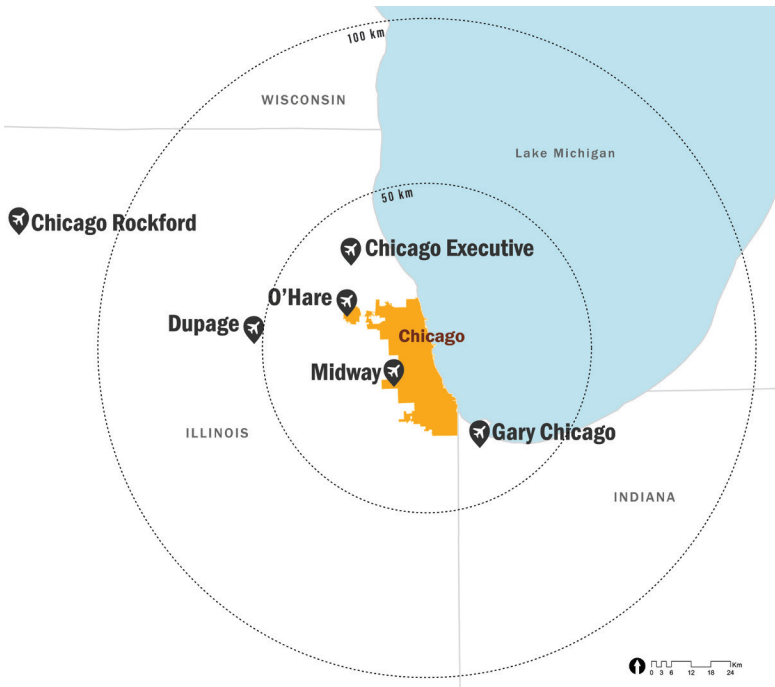 100 km
WISCONSIN
Lake Michigan
50 km
Chicago Rockford
Chicago Executive
O'Hare
Dupage
Chicago
Midway
ILLINOIS
Gary Chicago
INDIANA
Km
0 3 6 12 18 24